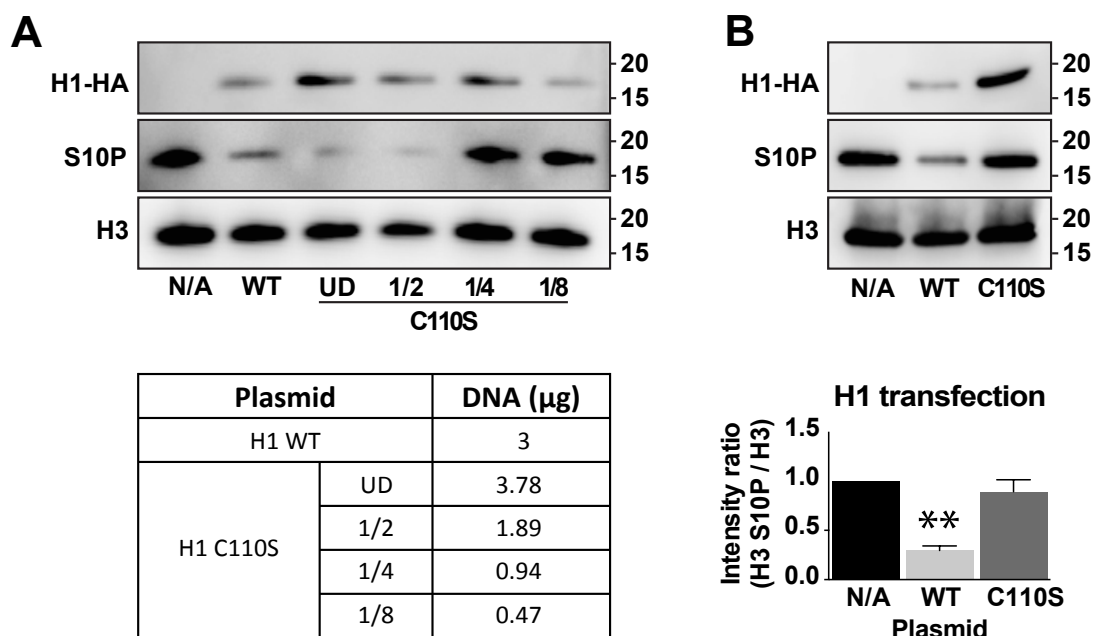 A
H1-HA
20
15
S10P
20
15
H3
20
15
N/A WT UD 1/2 1/4 1/8
C110S
Plasmid DNA (µg)
H1 WT 3
H1 C110S
UD 3.78
1/2 1.89
1/4 0.94
1/8 0.47
B
H1-HA
20
15
S10P
20
15
H3
20
15
N/A WT C110S
H1 transfection
Intensity ratio
(H3 S10P / H3)
1.5
1.0
0.5
0.0
**
N/A WT C110S
Plasmid